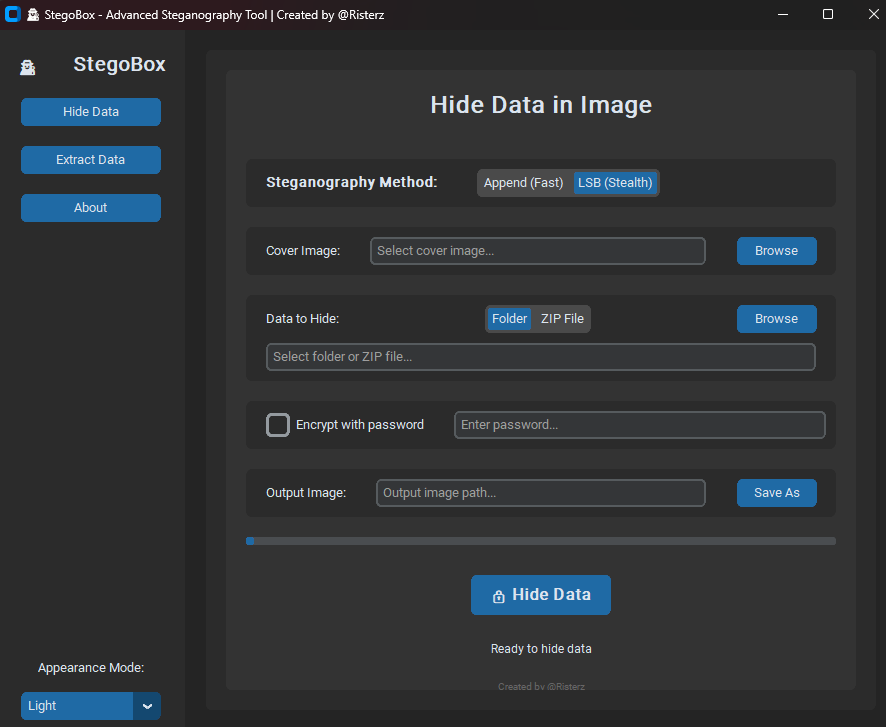 StegoBox - Advanced Steganography Tool | Created by @Risterz
StegoBox
Hide Data
Extract Data
About
Appearance Mode:
Light
Hide Data in Image
Steganography Method: Append (Fast) LSB (Stealth)
Cover Image: Select cover image... Browse
Data to Hide: Folder ZIP File Browse
Select folder or ZIP file...
Encrypt with password Enter password...
Output Image: Output image path... Save As
Hide Data
Ready to hide data
Created by @Risterz